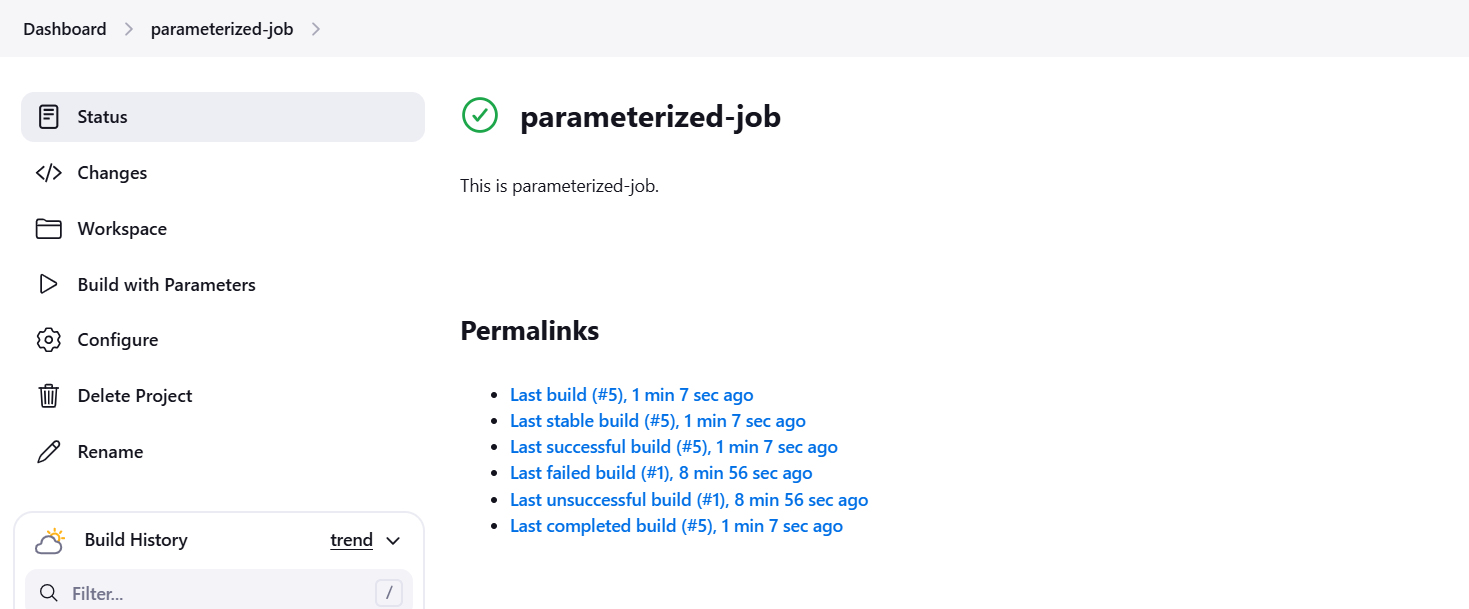 Dashboard
parameterized-job
Status
Changes
Workspace
Build with Parameters
Configure
Delete Project
Rename
Build History
trend
Filter...
/
parameterized-job
This is parameterized-job.
Permalinks
Last build (#5), 1 min 7 sec ago
Last stable build (#5), 1 min 7 sec ago
Last successful build (#5), 1 min 7 sec ago
Last failed build (#1), 8 min 56 sec ago
Last unsuccessful build (#1), 8 min 56 sec ago
Last completed build (#5), 1 min 7 sec ago